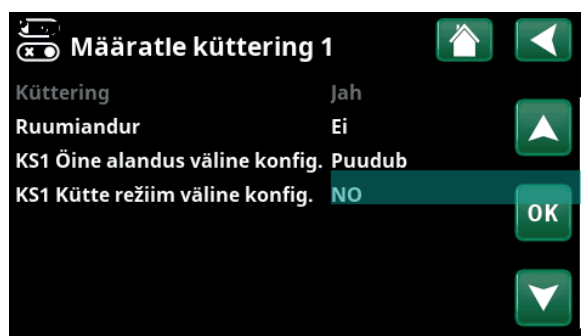 Määratle küttering 1
Küttering Jah
Ruumiandur Ei
KS1 Öine alandus väline konfig. Puudub
KS1 Kütte režiim väline konfig. NO
OK